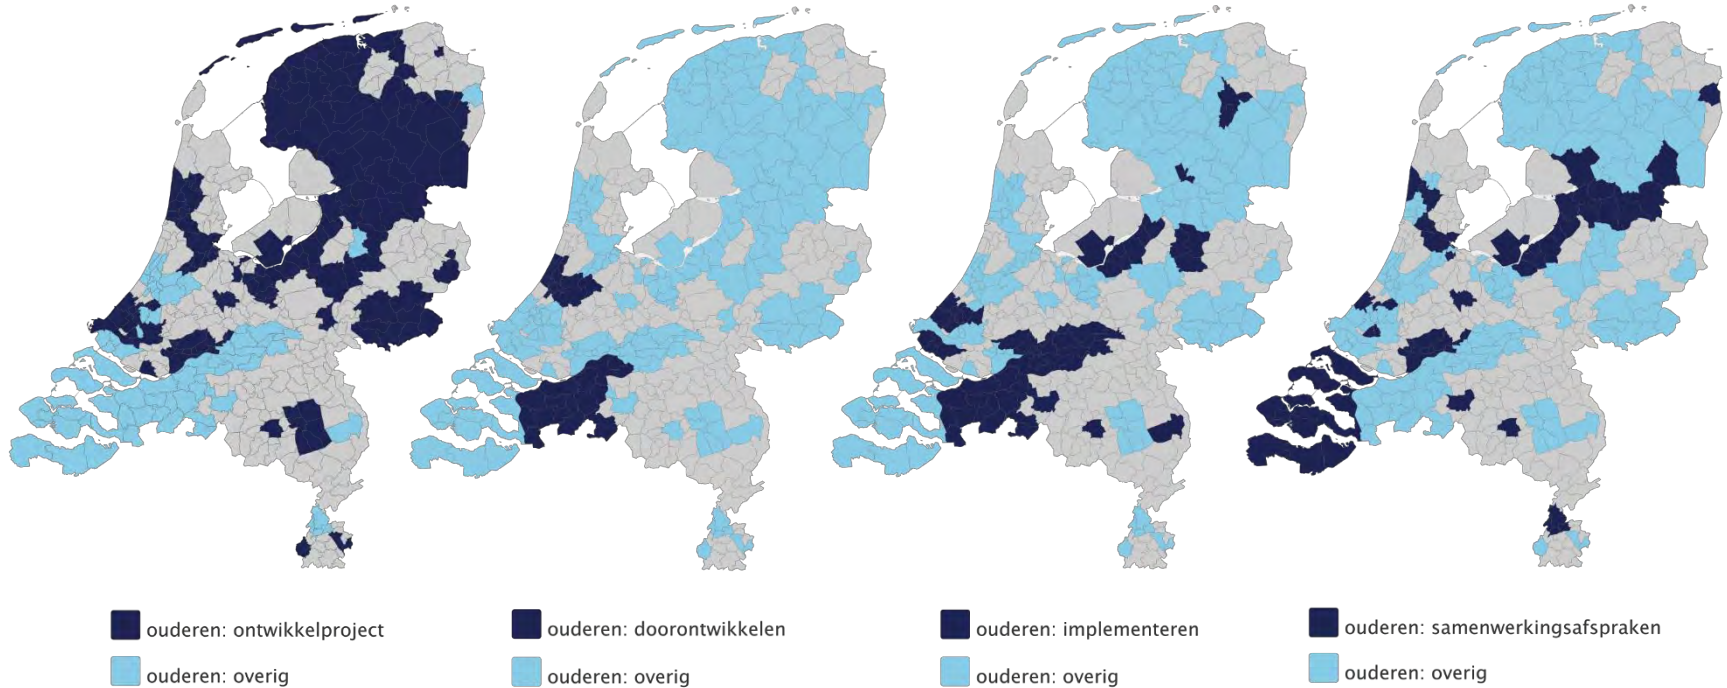 ouderen: ontwikkelproject
ouderen: overig
ouderen: doorontwikkelen
ouderen: overig
ouderen: implementeren
ouderen: overig
ouderen: samenwerkingsafspraken
ouderen: overig